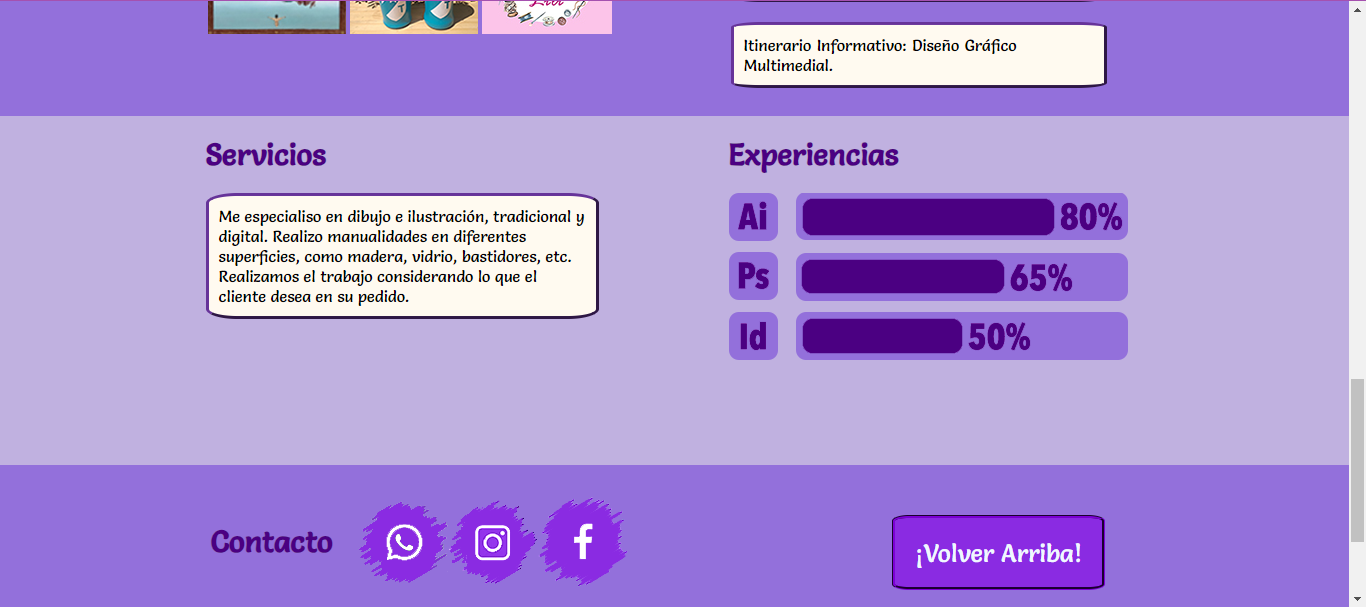 Itinerario Informativo: Diseño Gráfico
Multimedial.
Servicios
Me especialiso en dibujo e ilustración, tradicional y
digital. Realizo manualidades en diferentes
superficies, como madera, vidrio, bastidores, etc.
Realizamos el trabajo considerando lo que el
cliente desea en su pedido.
Experiencias
Ai 80%
Ps 65%
Id 50%
Contacto
¡Volver Arriba!